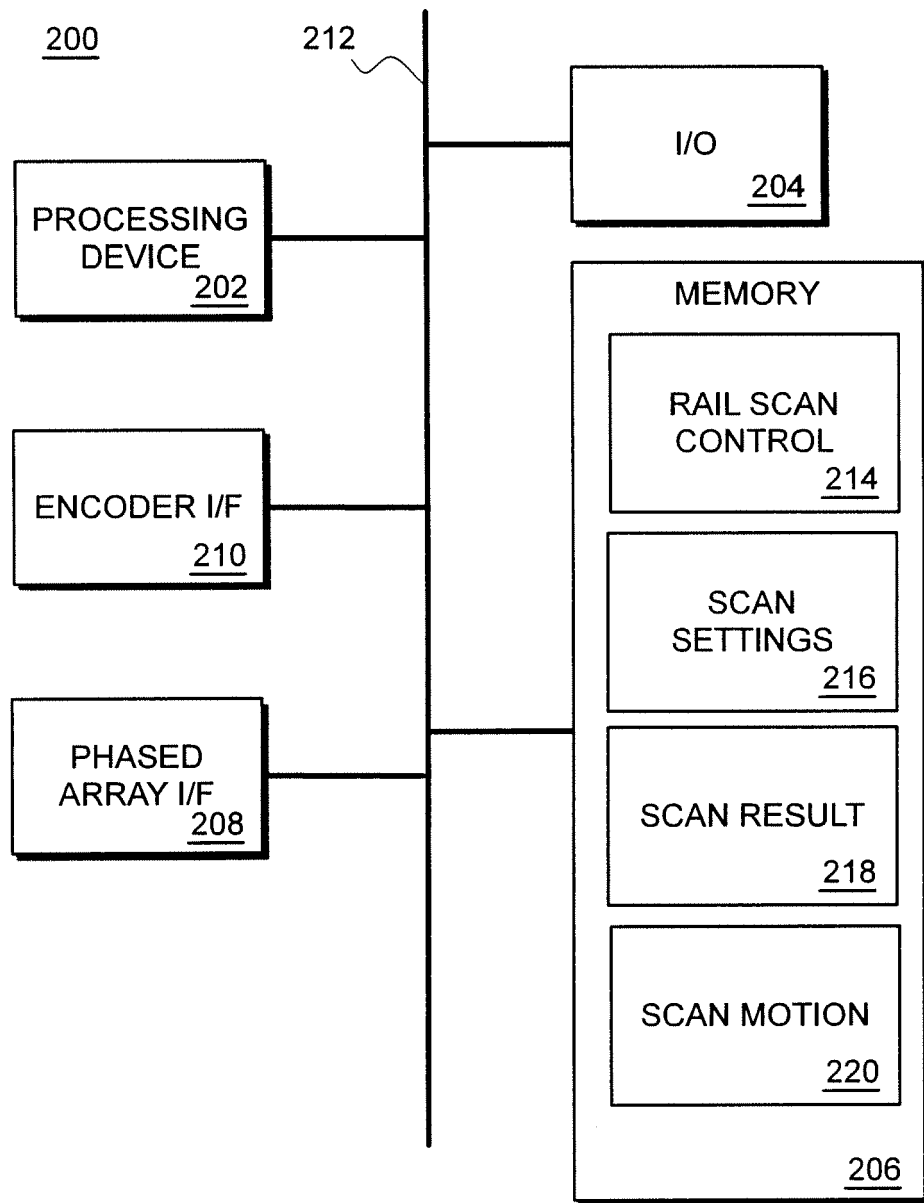 200
212
I/O
204
PROCESSING
DEVICE
202
MEMORY
RAIL SCAN
CONTROL
214
ENCODER I/F
210
SCAN
SETTINGS
216
PHASED
ARRAY I/F
208
SCAN RESULT
218
SCAN MOTION
220
206